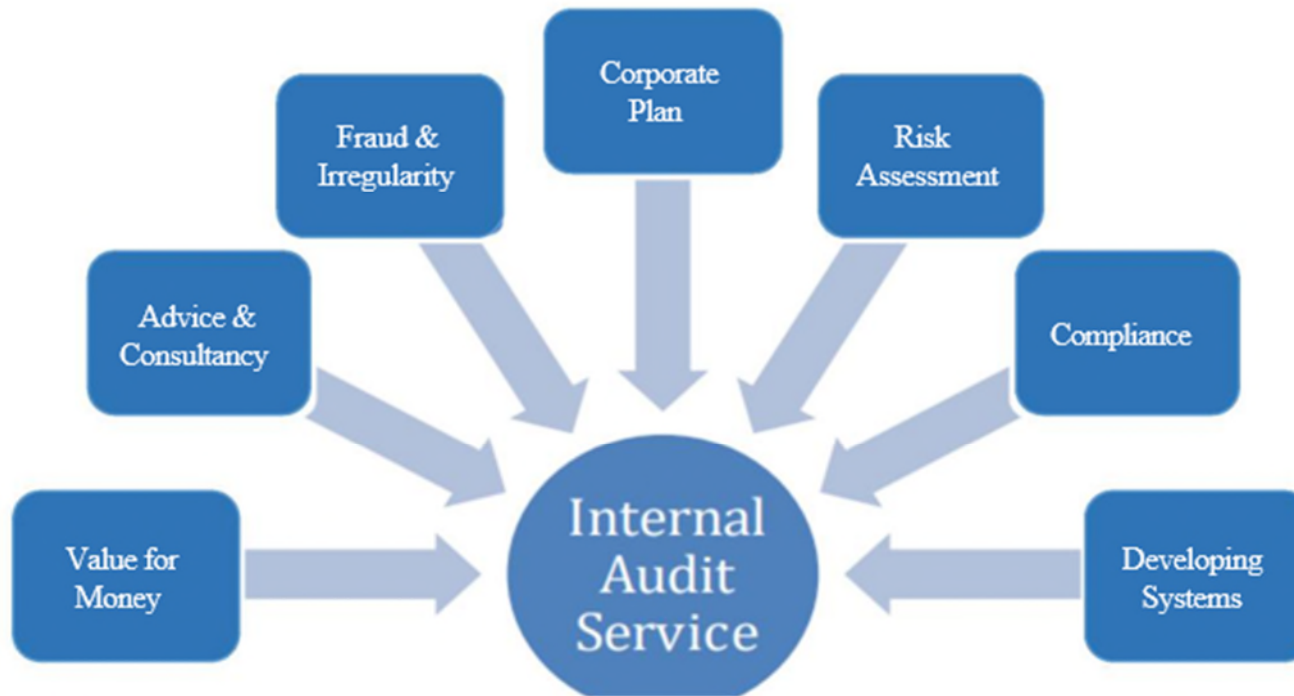 Corporate
Plan
Fraud &
Irregularity
Risk
Assessment
Advice &
Consultancy
Compliance
Value for
Money
Internal
Audit
Service
Developing
Systems